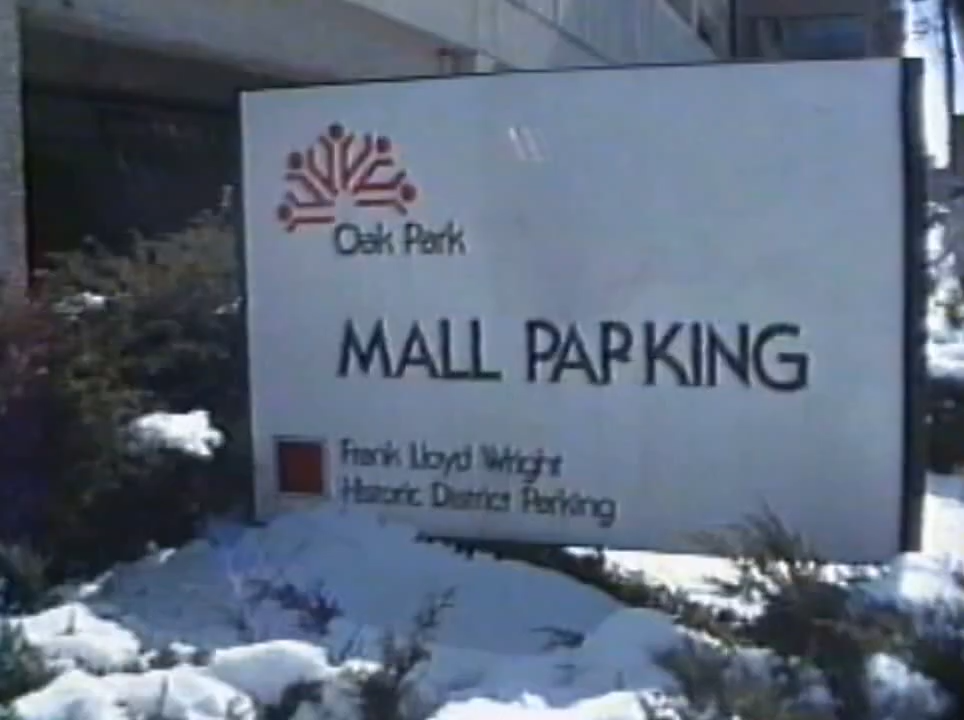 Oak Park
MALL PARKING
Frank Lloyd Wright
Historic District Parking